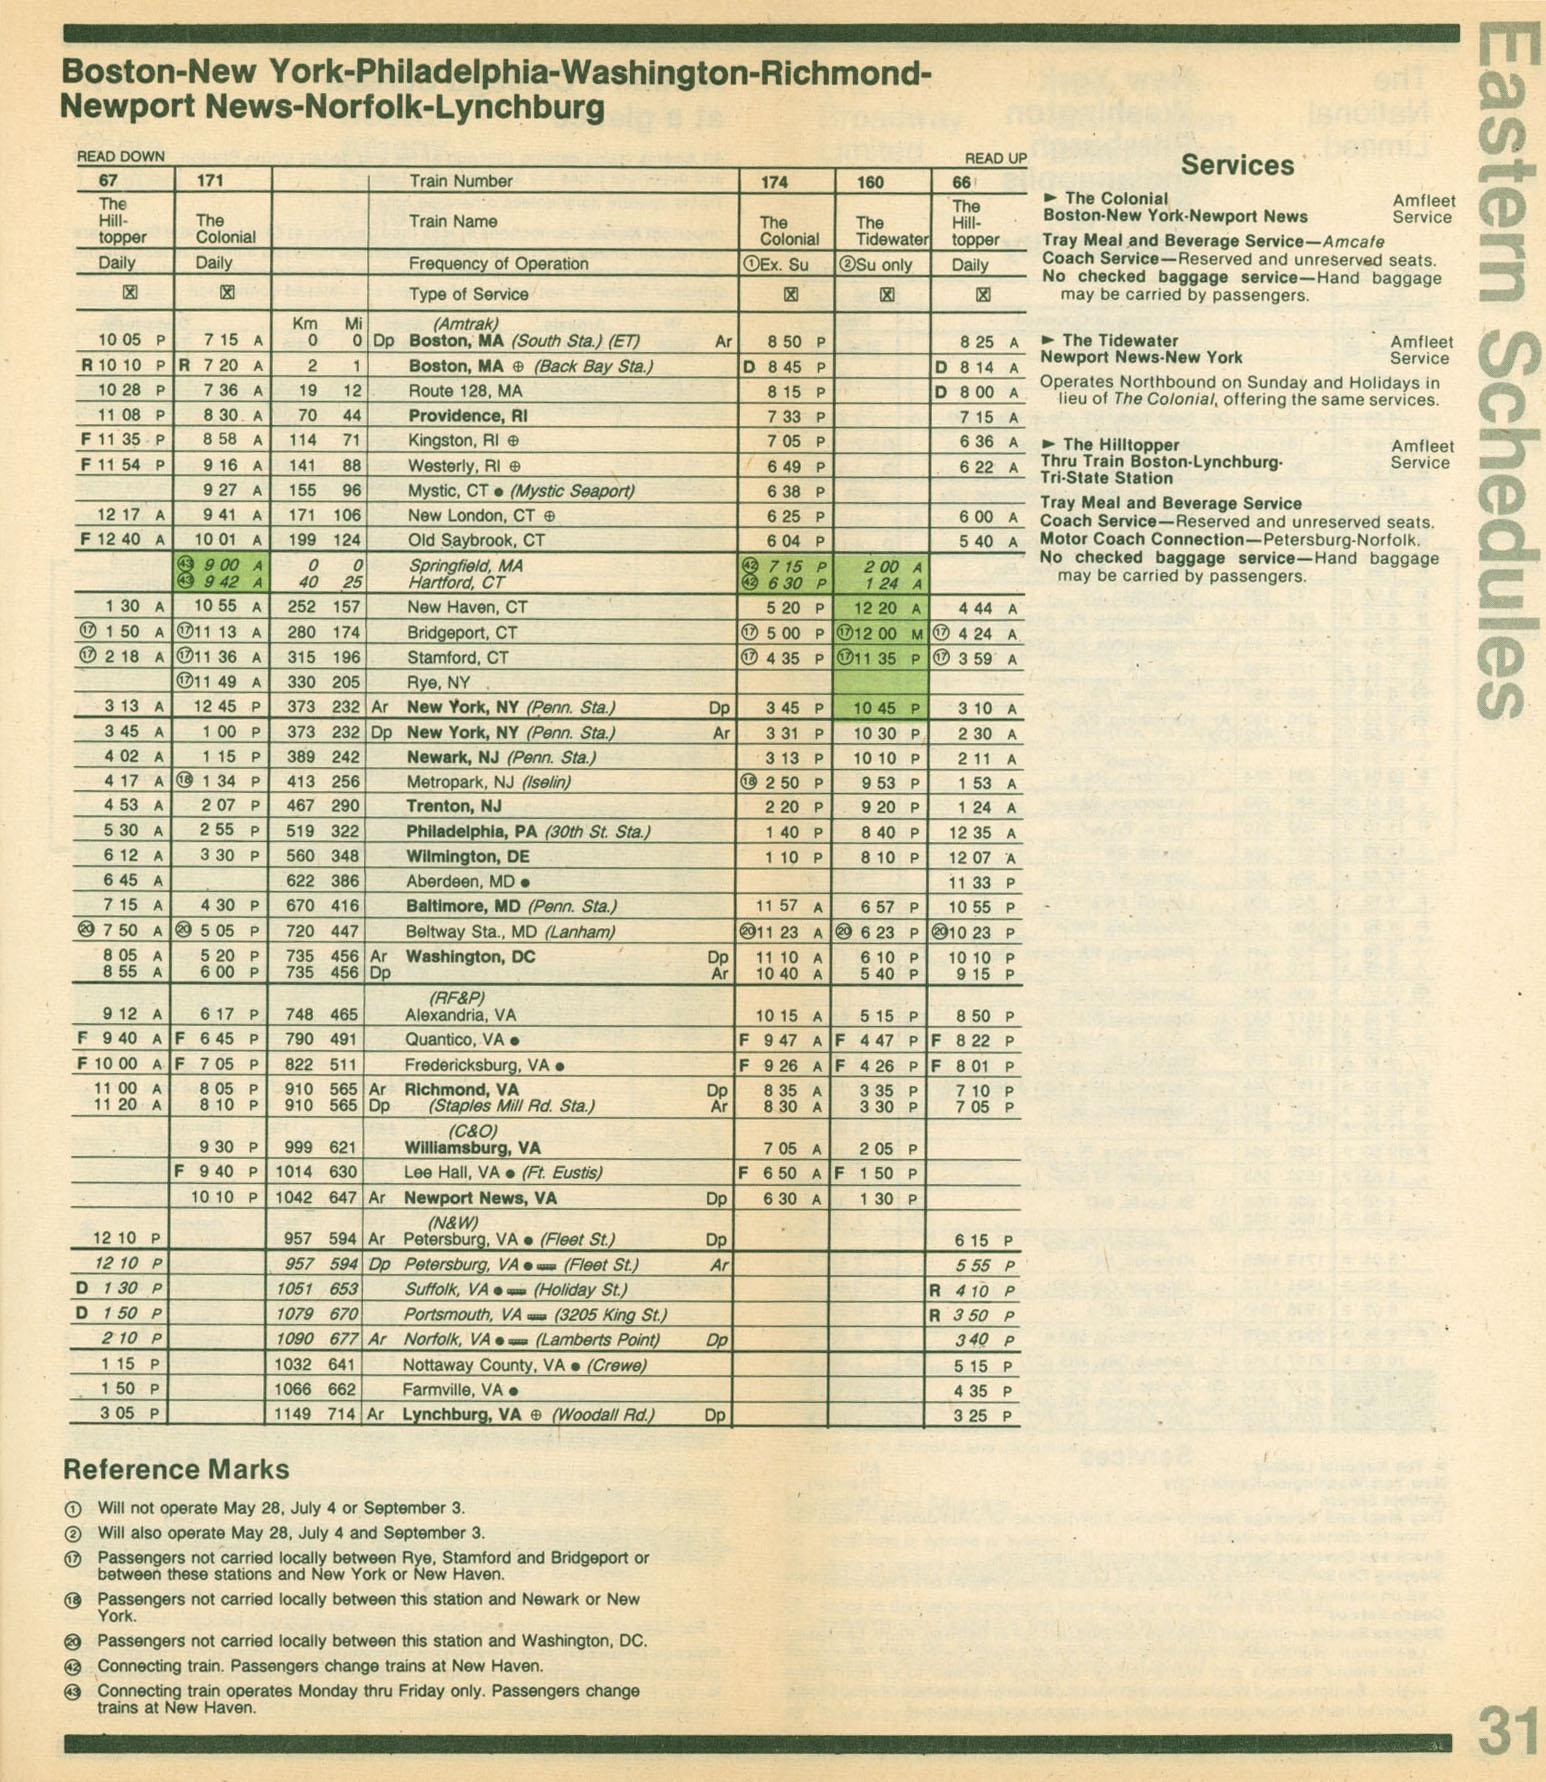 Eastern Schedules
Boston-New York-Philadelphia-Washington-Richmond-
Newport News-Norfolk-Lynchburg
READ DOWN READ UP
67 171 Train Number 174 160 66
The Hill-topper The Colonial Train Name The Colonial The Tidewater The Hill-topper
Daily Daily Frequency of Operation ①Ex. Su ②Su only Daily
☒ ☒ Type of Service ☒ ☒ ☒
Km Mi (Amtrak)
10 05 P 7 15 A 0 0 Dp Boston, MA (South Sta.) (ET) Ar 8 50 P 8 25 A
R 10 10 P R 7 20 A 2 1 Boston, MA ⊕ (Back Bay Sta.) D 8 45 P D 8 14 A
10 28 P 7 36 A 19 12 Route 128, MA 8 15 P D 8 00 A
11 08 P 8 30 A 70 44 Providence, RI 7 33 P 7 15 A
F 11 35 P 8 58 A 114 71 Kingston, RI ⊕ 7 05 P 6 36 A
F 11 54 P 9 16 A 141 88 Westerly, RI ⊕ 6 49 P 6 22 A
9 27 A 155 96 Mystic, CT ● (Mystic Seaport) 6 38 P
12 17 A 9 41 A 171 106 New London, CT ⊕ 6 25 P 6 00 A
F 12 40 A 10 01 A 199 124 Old Saybrook, CT 6 04 P 5 40 A
㊸ 9 00 A 0 0 Springfield, MA ㊷ 7 15 P 2 00 A
㊸ 9 42 A 40 25 Hartford, CT ㊷ 6 30 P 1 24 A
1 30 A 10 55 A 252 157 New Haven, CT 5 20 P 12 20 A 4 44 A
⑰ 1 50 A ⑰11 13 A 280 174 Bridgeport, CT ⑰ 5 00 P ⑰12 00 M ⑰ 4 24 A
⑰ 2 18 A ⑰11 36 A 315 196 Stamford, CT ⑰ 4 35 P ⑰11 35 P ⑰ 3 59 A
⑰11 49 A 330 205 Rye, NY
3 13 A 12 45 P 373 232 Ar New York, NY (Penn. Sta.) Dp 3 45 P 10 45 P 3 10 A
3 45 A 1 00 P 373 232 Dp New York, NY (Penn. Sta.) Ar 3 31 P 10 30 P 2 30 A
4 02 A 1 15 P 389 242 Newark, NJ (Penn. Sta.) 3 13 P 10 10 P 2 11 A
4 17 A ⑱ 1 34 P 413 256 Metropark, NJ (Iselin) ⑱ 2 50 P 9 53 P 1 53 A
4 53 A 2 07 P 467 290 Trenton, NJ 2 20 P 9 20 P 1 24 A
5 30 A 2 55 P 519 322 Philadelphia, PA (30th St. Sta.) 1 40 P 8 40 P 12 35 A
6 12 A 3 30 P 560 348 Wilmington, DE 1 10 P 8 10 P 12 07 A
6 45 A 622 386 Aberdeen, MD ● 11 33 P
7 15 A 4 30 P 670 416 Baltimore, MD (Penn. Sta.) 11 57 A 6 57 P 10 55 P
⑳ 7 50 A ⑳ 5 05 P 720 447 Beltway Sta., MD (Lanham) ⑳11 23 A ⑳ 6 23 P ⑳10 23 P
8 05 A 5 20 P 735 456 Ar Washington, DC Dp 11 10 A 6 10 P 10 10 P
8 55 A 6 00 P 735 456 Dp Ar 10 40 A 5 40 P 9 15 P
(RF&P)
9 12 A 6 17 P 748 465 Alexandria, VA 10 15 A 5 15 P 8 50 P
F 9 40 A F 6 45 P 790 491 Quantico, VA ● F 9 47 A F 4 47 P F 8 22 P
F 10 00 A F 7 05 P 822 511 Fredericksburg, VA ● F 9 26 A F 4 26 P F 8 01 P
11 00 A 8 05 P 910 565 Ar Richmond, VA Dp 8 35 A 3 35 P 7 10 P
11 20 A 8 10 P 910 565 Dp (Staples Mill Rd. Sta.) Ar 8 30 A 3 30 P 7 05 P
(C&O)
9 30 P 999 621 Williamsburg, VA 7 05 A 2 05 P
F 9 40 P 1014 630 Lee Hall, VA ● (Ft. Eustis) F 6 50 A F 1 50 P
10 10 P 1042 647 Ar Newport News, VA Dp 6 30 A 1 30 P
(N&W)
12 10 P 957 594 Ar Petersburg, VA ● (Fleet St.) Dp 6 15 P
12 10 P 957 594 Dp Petersburg, VA ● (Fleet St.) Ar 5 55 P
D 1 30 P 1051 653 Suffolk, VA ● (Holiday St.) R 4 10 P
D 1 50 P 1079 670 Portsmouth, VA (3205 King St.) R 3 50 P
2 10 P 1090 677 Ar Norfolk, VA ● (Lamberts Point) Dp 3 40 P
1 15 P 1032 641 Nottaway County, VA ● (Crewe) 5 15 P
1 50 P 1066 662 Farmville, VA ● 4 35 P
3 05 P 1149 714 Ar Lynchburg, VA ⊕ (Woodall Rd.) Dp 3 25 P
Services
► The Colonial Amfleet
Boston-New York-Newport News Service
Tray Meal and Beverage Service—Amcafe
Coach Service—Reserved and unreserved seats.
No checked baggage service—Hand baggage
may be carried by passengers.
► The Tidewater Amfleet
Newport News-New York Service
Operates Northbound on Sunday and Holidays in
lieu of The Colonial, offering the same services.
► The Hilltopper Amfleet
Thru Train Boston-Lynchburg- Service
Tri-State Station
Tray Meal and Beverage Service
Coach Service—Reserved and unreserved seats.
Motor Coach Connection—Petersburg-Norfolk.
No checked baggage service—Hand baggage
may be carried by passengers.
Reference Marks
① Will not operate May 28, July 4 or September 3.
② Will also operate May 28, July 4 and September 3.
⑰ Passengers not carried locally between Rye, Stamford and Bridgeport or
between these stations and New York or New Haven.
⑱ Passengers not carried locally between this station and Newark or New
York.
⑳ Passengers not carried locally between this station and Washington, DC.
㊷ Connecting train. Passengers change trains at New Haven.
㊸ Connecting train operates Monday thru Friday only. Passengers change
trains at New Haven.
31